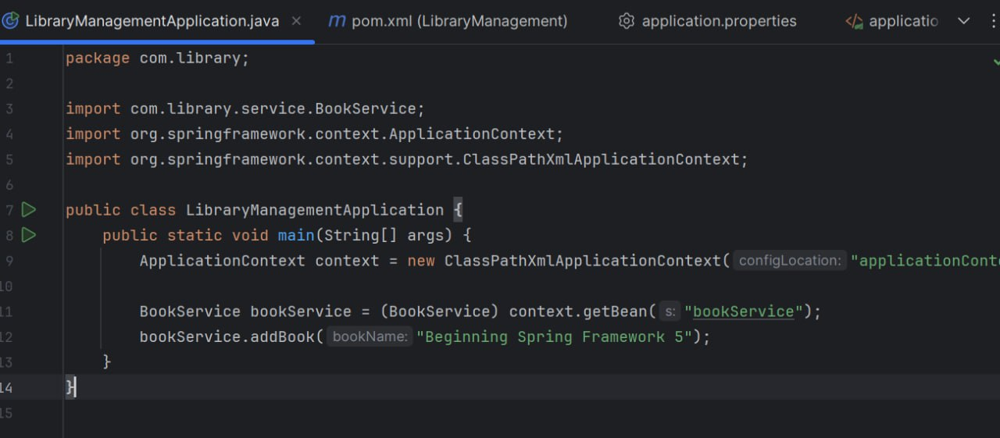 LibraryManagementApplication.java
pom.xml (LibraryManagement)
application.properties
1 package com.library;
2
3 import com.library.service.BookService;
4 import org.springframework.context.ApplicationContext;
5 import org.springframework.context.support.ClassPathXmlApplicationContext;
6
7 public class LibraryManagementApplication {
8 public static void main(String[] args) {
9 ApplicationContext context = new ClassPathXmlApplicationContext( configLocation: "applicationCont
10
11 BookService bookService = (BookService) context.getBean( s: "bookService");
12 bookService.addBook( bookName: "Beginning Spring Framework 5");
13 }
14 }
15